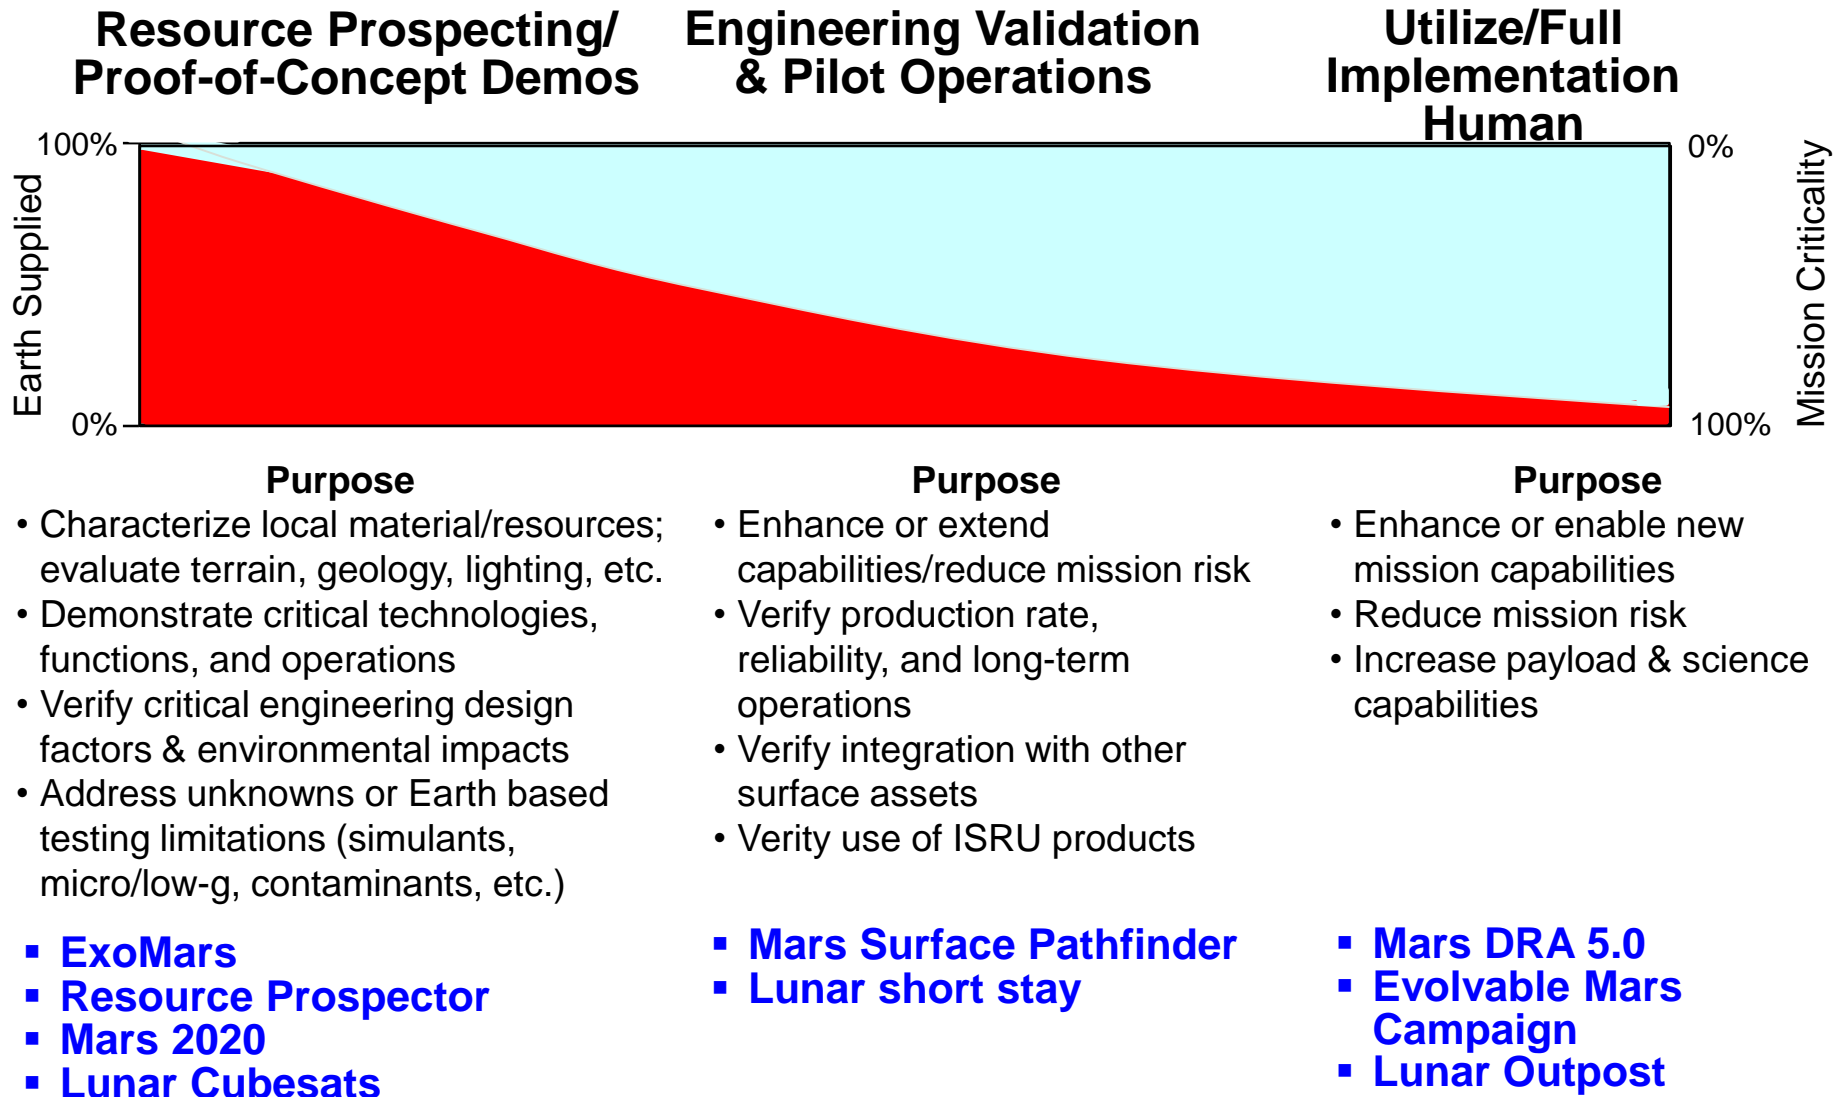 Resource Prospecting/
Proof-of-Concept Demos
Engineering Validation
& Pilot Operations
Utilize/Full
Implementation
Human
100%
0%
Earth Supplied
0%
100%
Mission Criticality
Purpose
• Characterize local material/resources;
evaluate terrain, geology, lighting, etc.
• Demonstrate critical technologies,
functions, and operations
• Verify critical engineering design
factors & environmental impacts
• Address unknowns or Earth based
testing limitations (simulants,
micro/low-g, contaminants, etc.)
▪ ExoMars
▪ Resource Prospector
▪ Mars 2020
▪ Lunar Cubesats
Purpose
• Enhance or extend
capabilities/reduce mission risk
• Verify production rate,
reliability, and long-term
operations
• Verify integration with other
surface assets
• Verity use of ISRU products
▪ Mars Surface Pathfinder
▪ Lunar short stay
Purpose
• Enhance or enable new
mission capabilities
• Reduce mission risk
• Increase payload & science
capabilities
▪ Mars DRA 5.0
▪ Evolvable Mars
Campaign
▪ Lunar Outpost